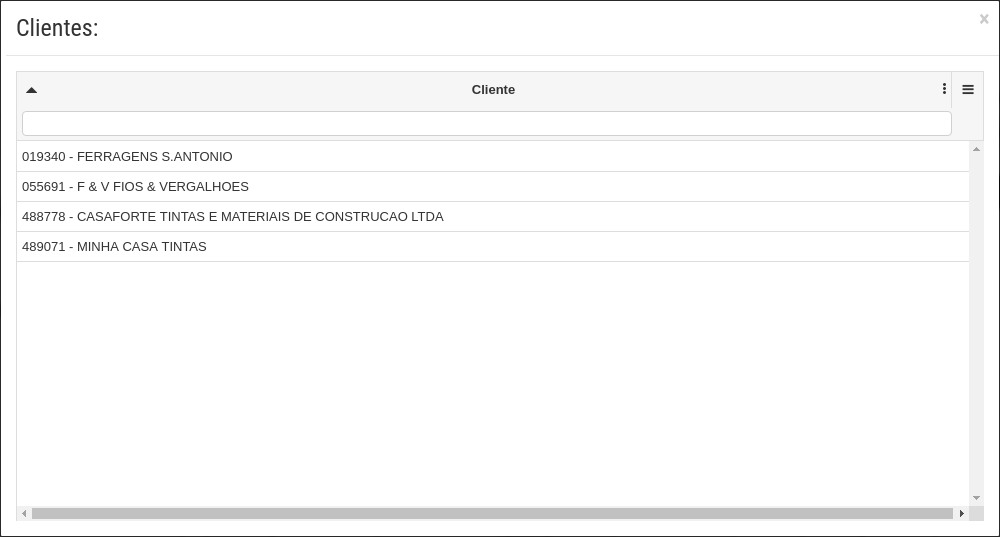 Clientes:
×
Cliente
019340 - FERRAGENS S.ANTONIO
055691 - F & V FIOS & VERGALHOES
488778 - CASAFORTE TINTAS E MATERIAIS DE CONSTRUCAO LTDA
489071 - MINHA CASA TINTAS